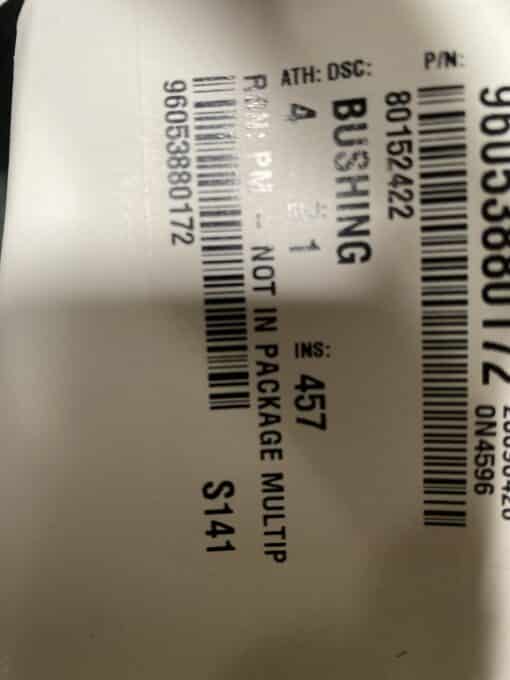 P/N: 96053880172
0N4596
80152422
DSC: BUSHING
ATH: 4 1 INS: 457
PM -- NOT IN PACKAGE MULTIP
96053880172 S141